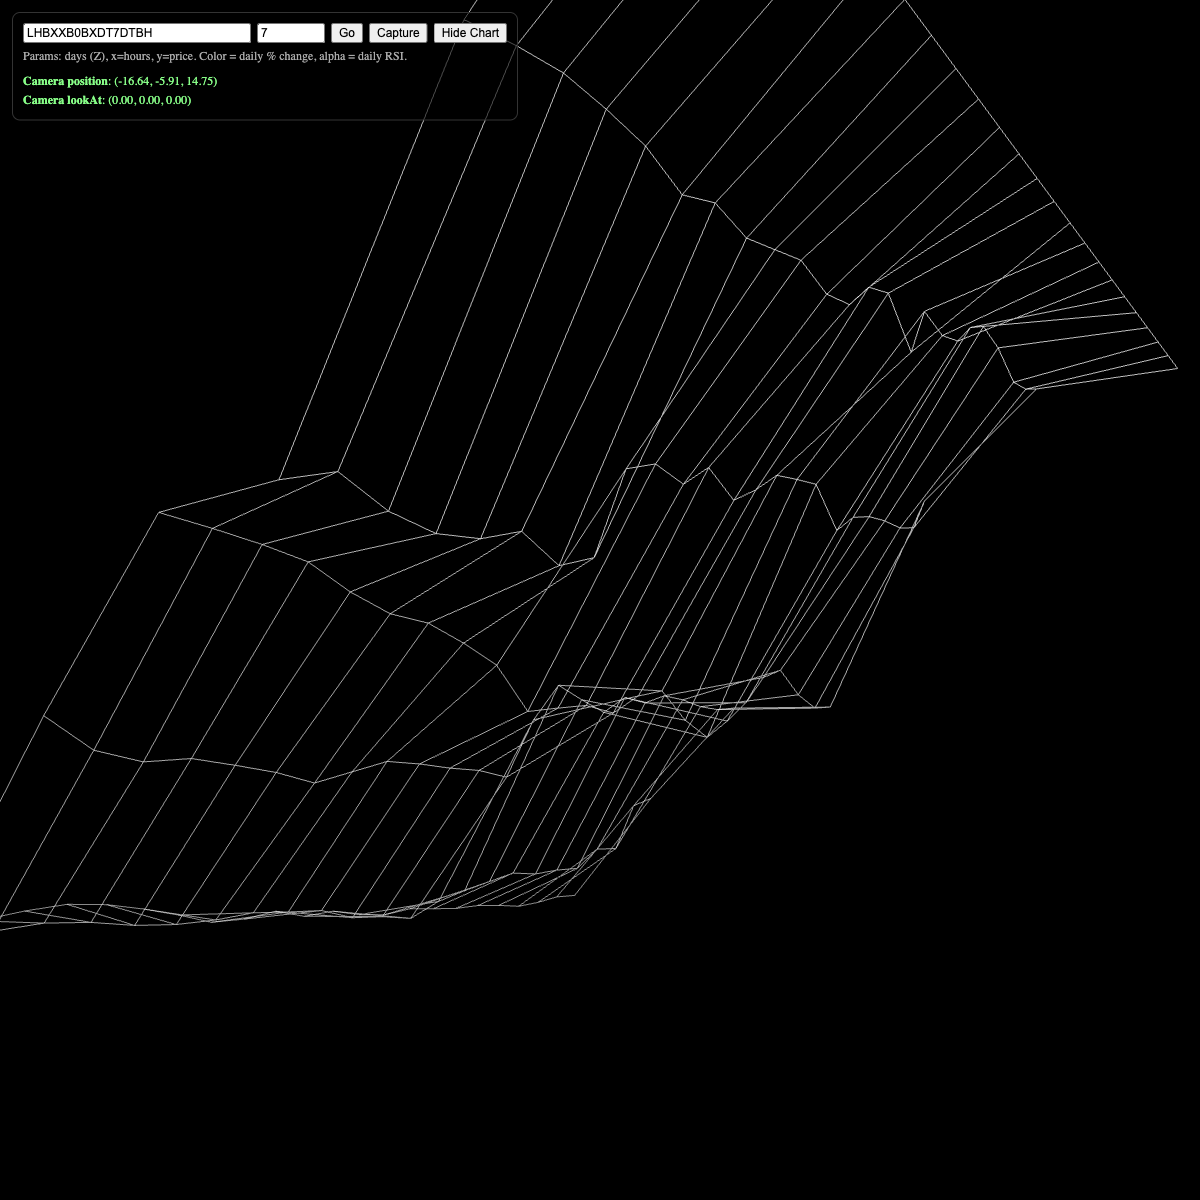 LHBXXB0BXDT7DTBH 7 Go Capture Hide Chart
Params: days (Z), x=hours, y=price. Color = daily % change, alpha = daily RSI.
Camera position: (-16.64, -5.91, 14.75)
Camera lookAt: (0.00, 0.00, 0.00)